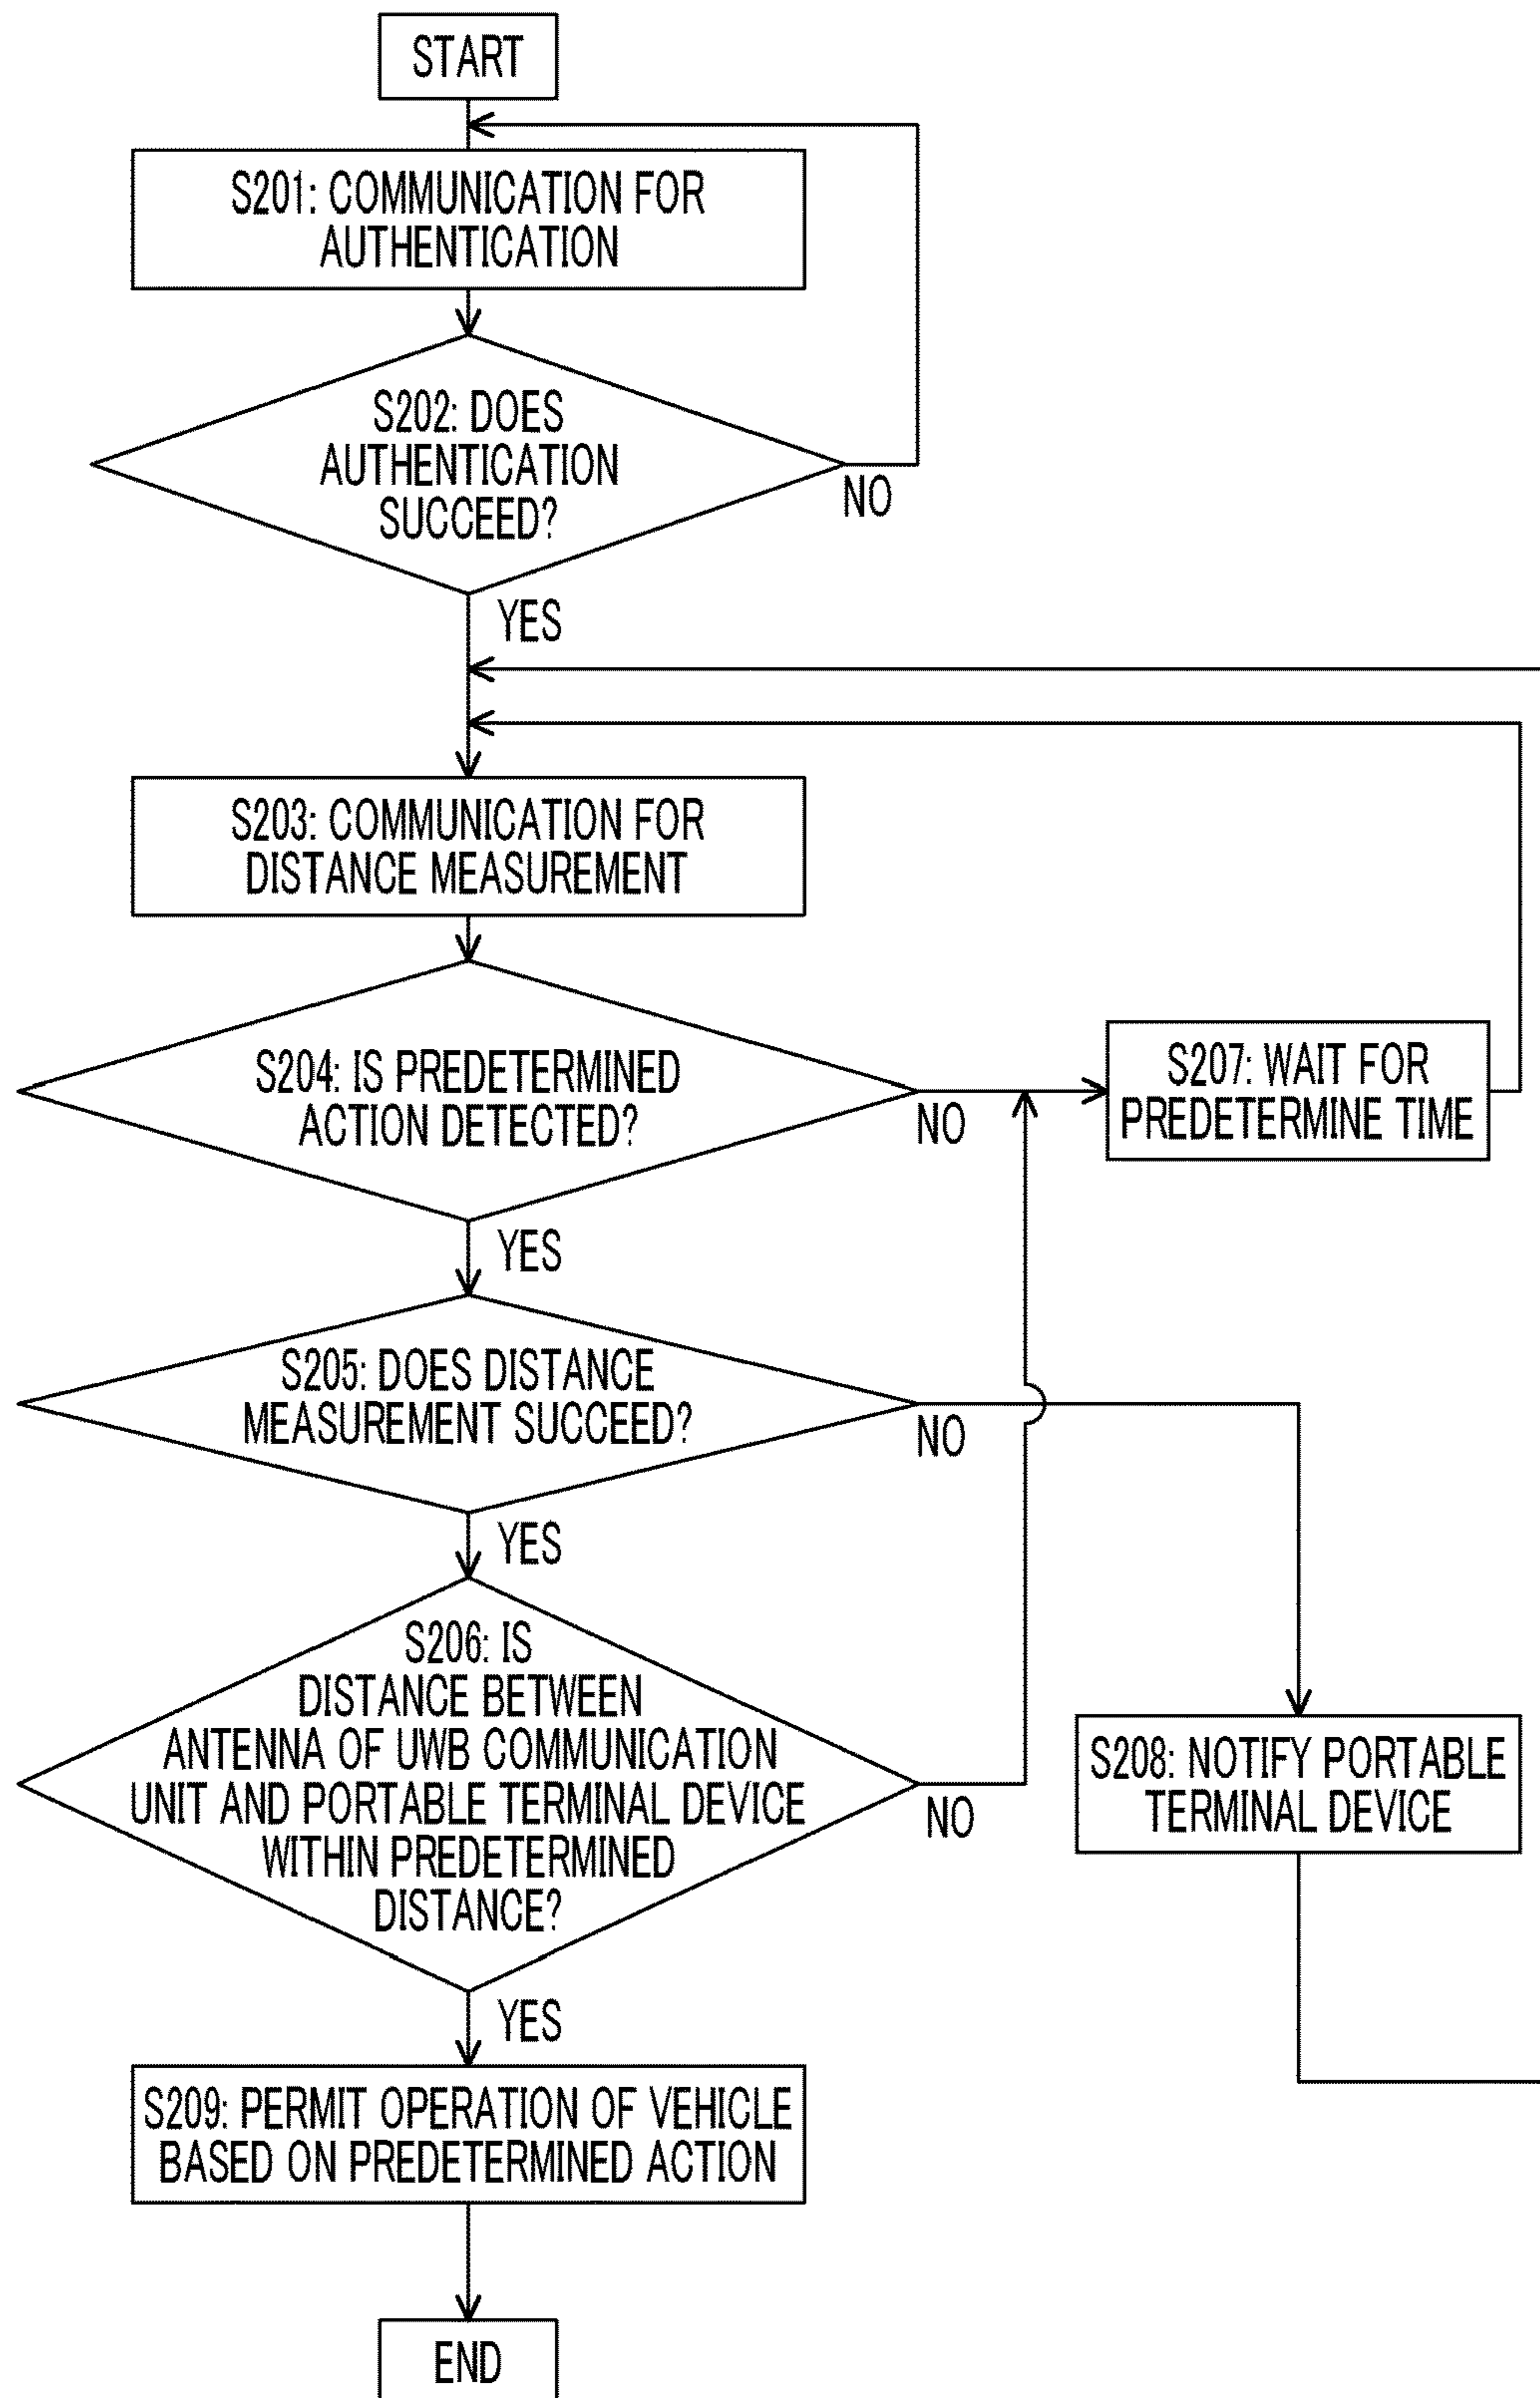 START
S201: COMMUNICATION FOR
AUTHENTICATION
S202: DOES
AUTHENTICATION
SUCCEED?
NO
YES
S203: COMMUNICATION FOR
DISTANCE MEASUREMENT
S204: IS PREDETERMINED
ACTION DETECTED?
NO
S207: WAIT FOR
PREDETERMINE TIME
YES
S205: DOES DISTANCE
MEASUREMENT SUCCEED?
NO
YES
S206: IS
DISTANCE BETWEEN
ANTENNA OF UWB COMMUNICATION
UNIT AND PORTABLE TERMINAL DEVICE
WITHIN PREDETERMINED
DISTANCE?
NO
S208: NOTIFY PORTABLE
TERMINAL DEVICE
YES
S209: PERMIT OPERATION OF VEHICLE
BASED ON PREDETERMINED ACTION
END